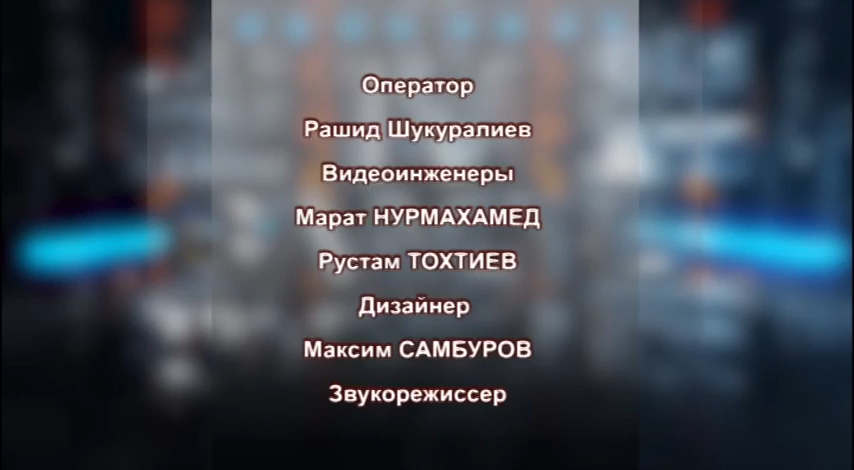 Оператор
Рашид Шукуралиев
Видеоинженеры
Марат НУРМАХАМЕД
Рустам ТОХТИЕВ
Дизайнер
Максим САМБУРОВ
Звукорежиссер